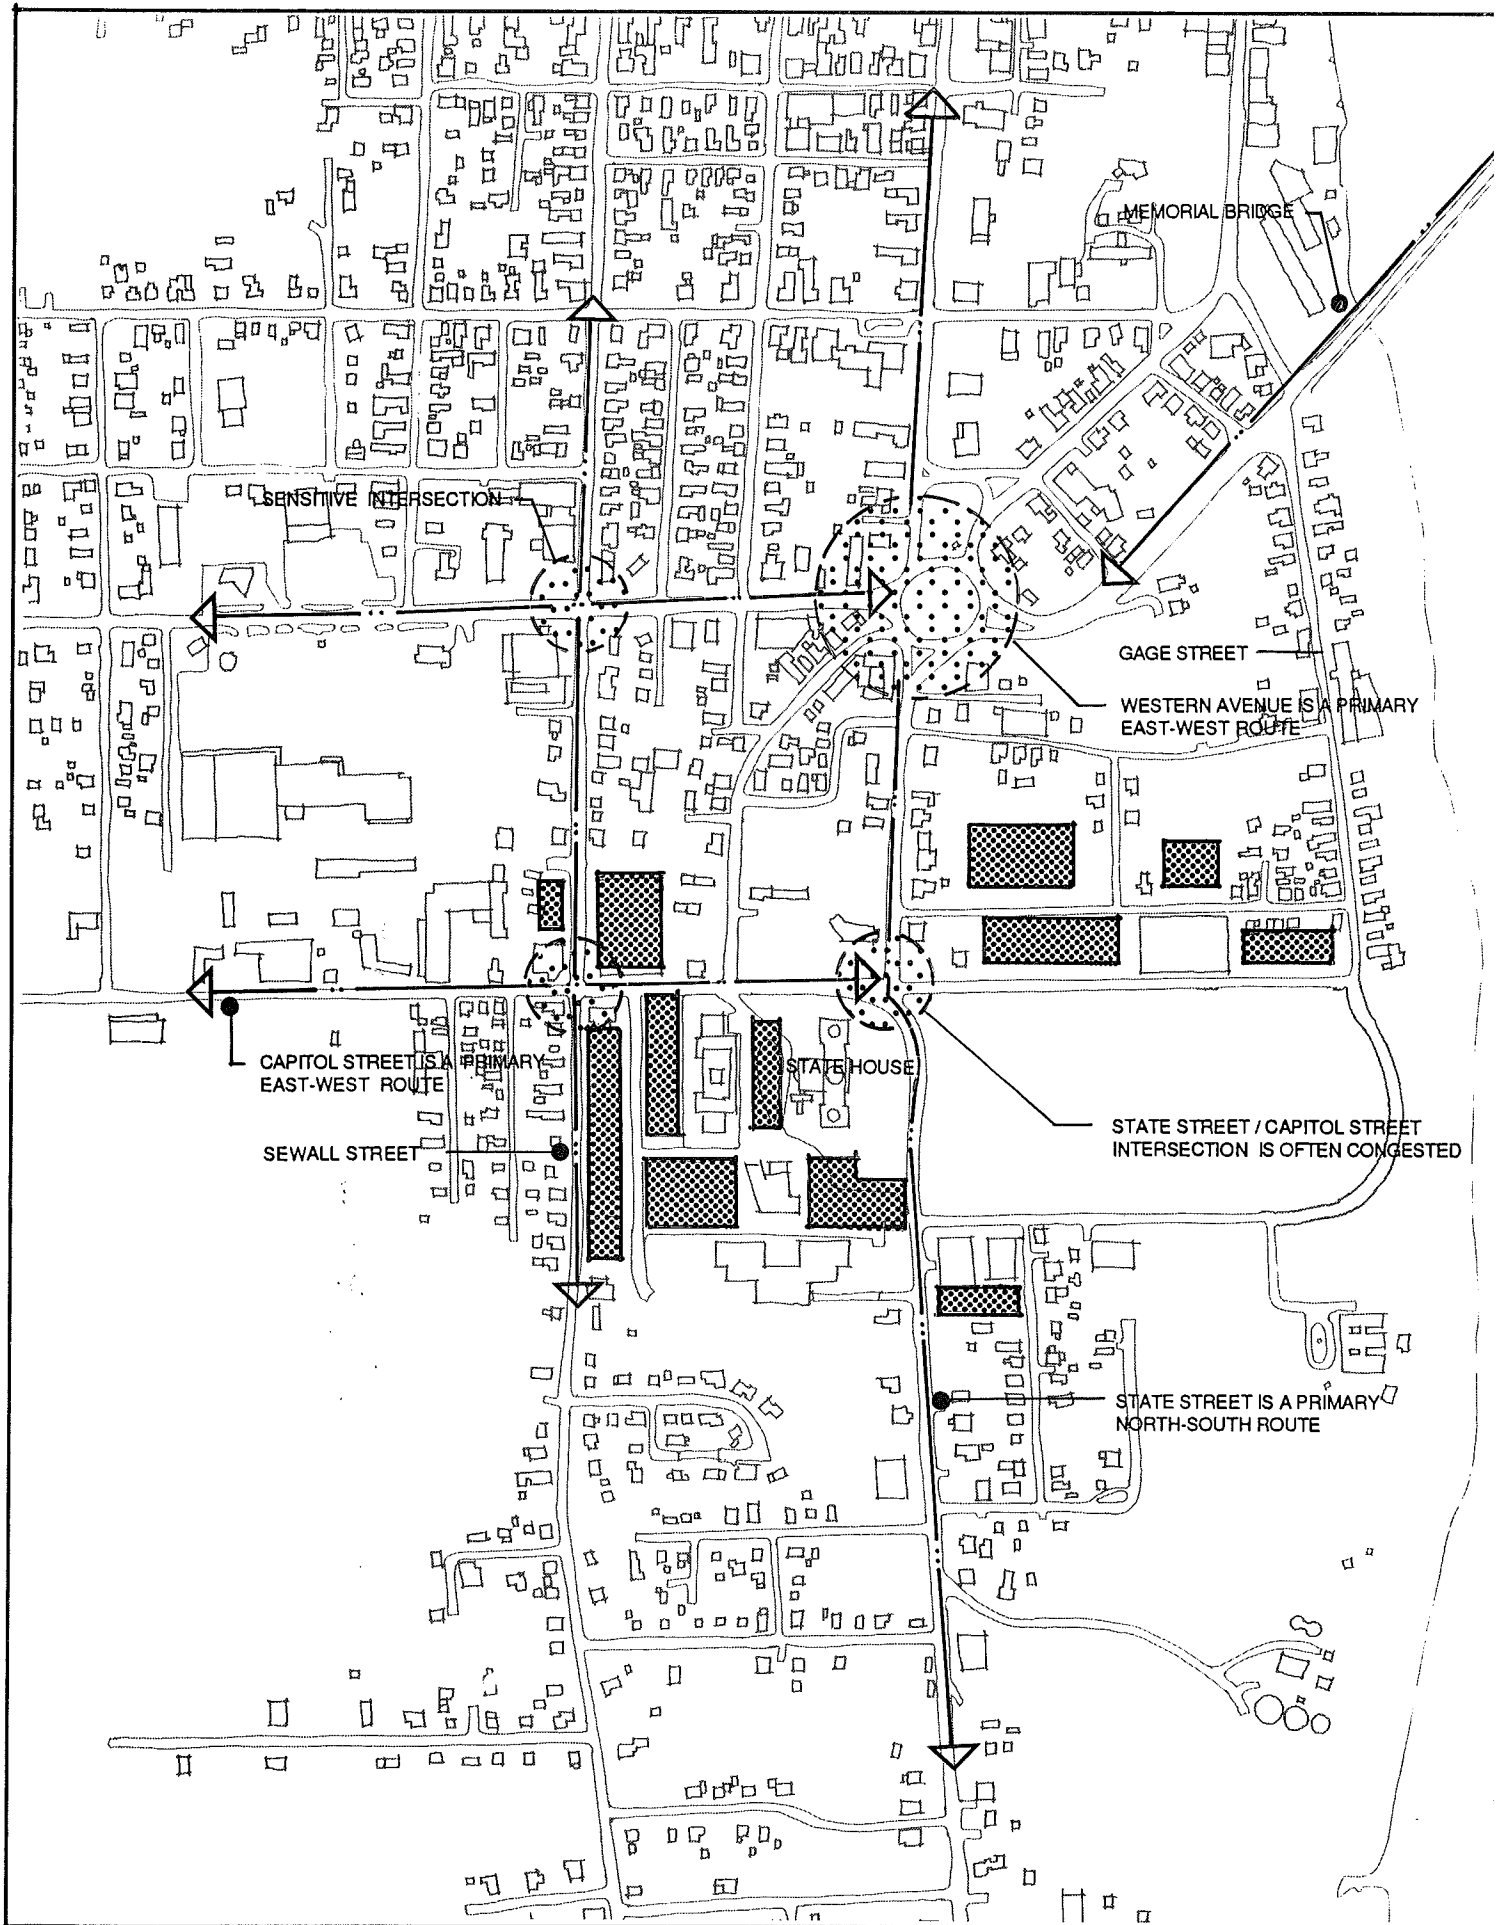 MEMORIAL BRIDGE
SENSITIVE INTERSECTION
GAGE STREET
WESTERN AVENUE IS A PRIMARY
EAST-WEST ROUTE
CAPITOL STREET IS A PRIMARY
EAST-WEST ROUTE
STATE HOUSE
STATE STREET / CAPITOL STREET
INTERSECTION IS OFTEN CONGESTED
SEWALL STREET
STATE STREET IS A PRIMARY
NORTH-SOUTH ROUTE